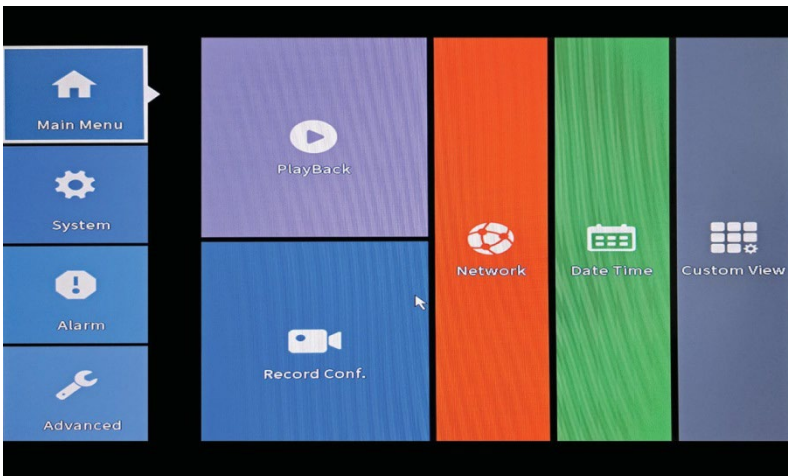 Main Menu
System
Alarm
Advanced
PlayBack
Record Conf.
Network
Date Time
Custom View